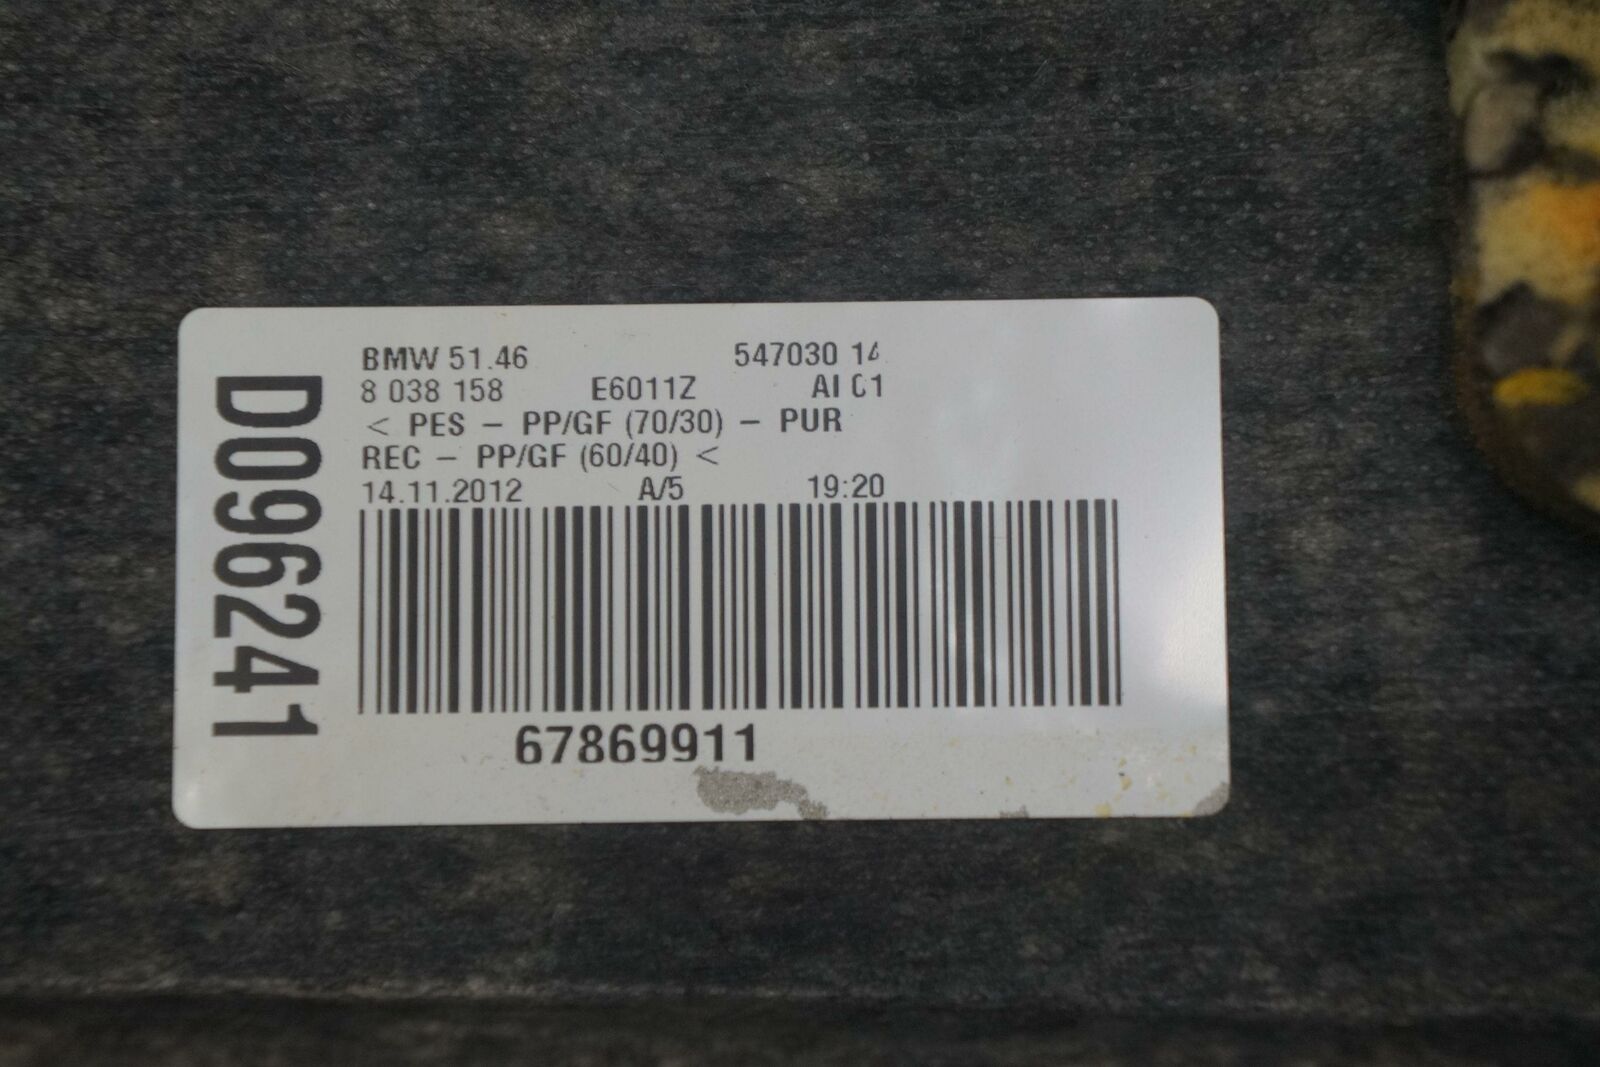 BMW 51.46 547030 14
8 038 158 E6011Z AI 01
< PES – PP/GF (70/30) – PUR
REC – PP/GF (60/40) <
14.11.2012 A/5 19:20
67869911
D096241